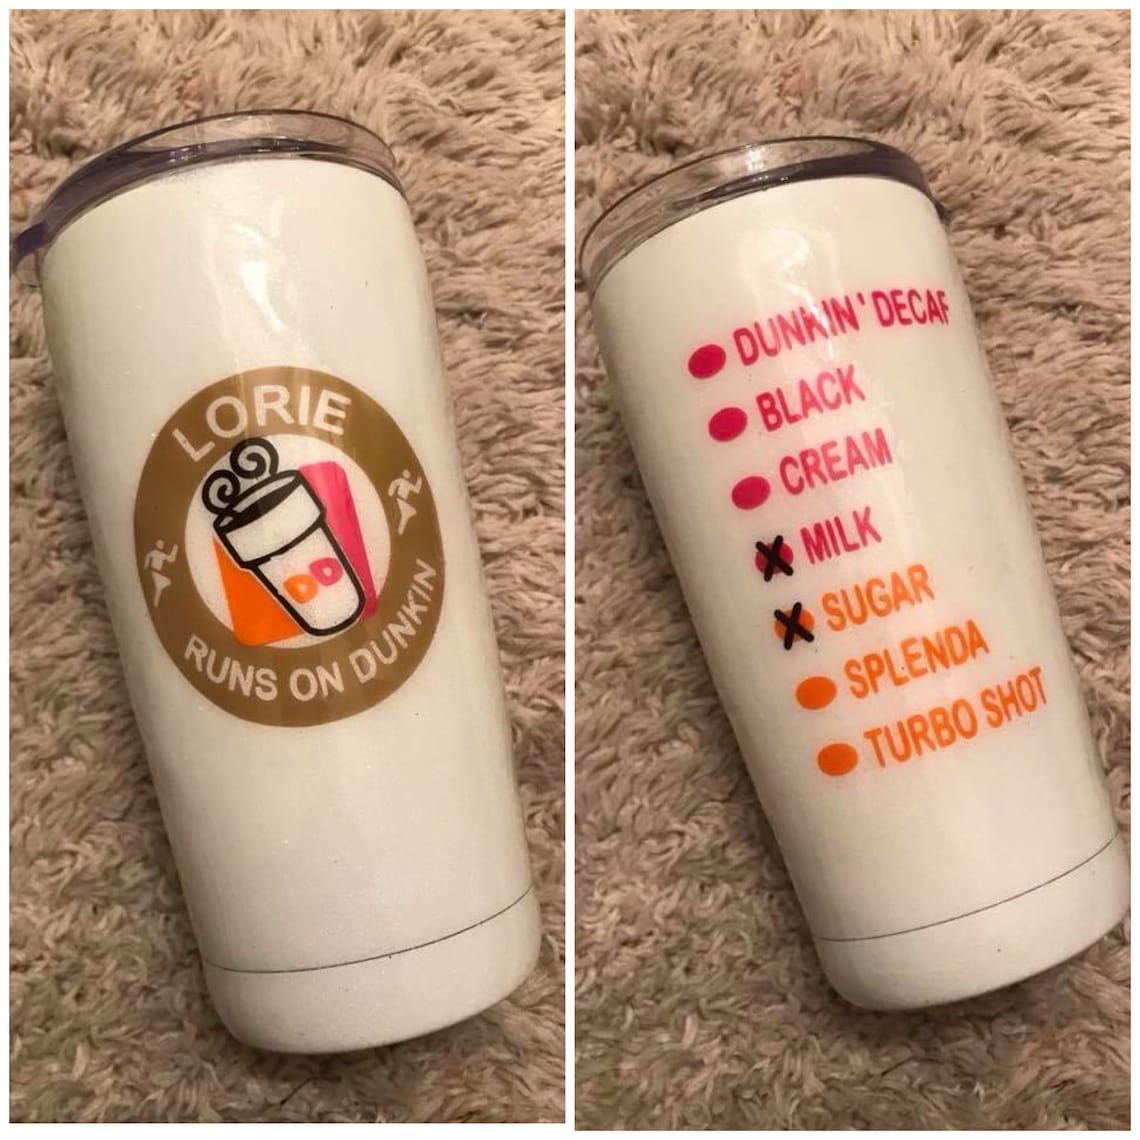 LORIE
DD
RUNS ON DUNKIN
DUNKIN' DECAF
BLACK
CREAM
X MILK
X SUGAR
SPLENDA
TURBO SHOT